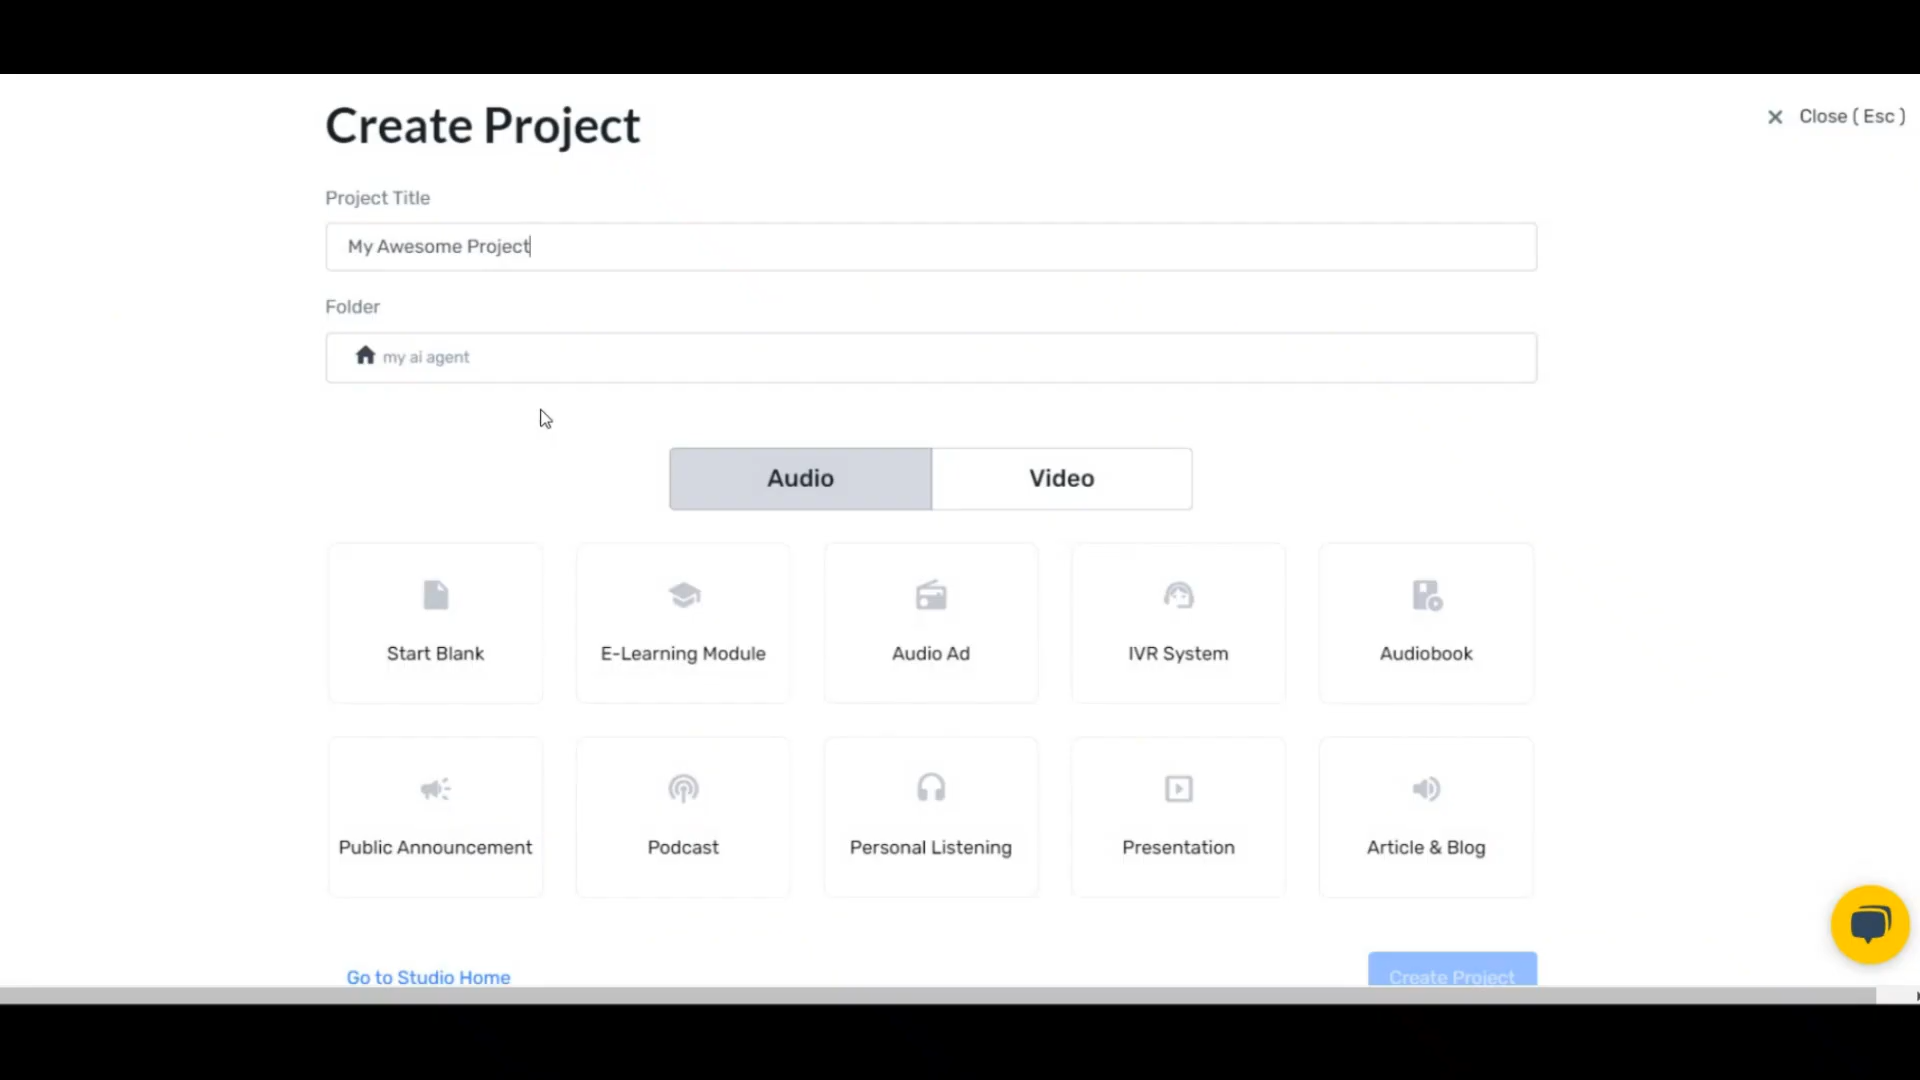 Create Project
Close ( Esc )
Project Title
My Awesome Project
Folder
my ai agent
Audio
Video
Start Blank
E-Learning Module
Audio Ad
IVR System
Audiobook
Public Announcement
Podcast
Personal Listening
Presentation
Article & Blog
Go to Studio Home
Create Project